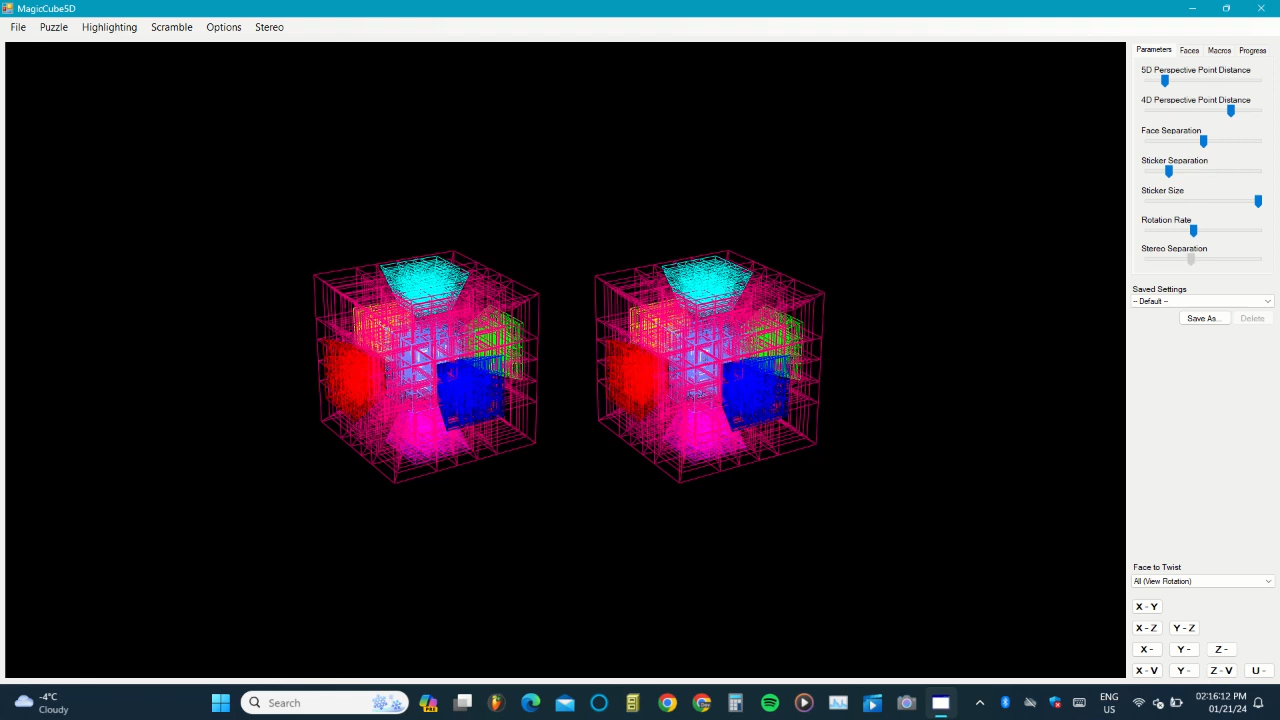 MagicCube5D
File Puzzle Highlighting Scramble Options Stereo
Parameters Faces Macros Progress
5D Perspective Point Distance
4D Perspective Point Distance
Face Separation
Sticker Separation
Sticker Size
Rotation Rate
Stereo Separation
Saved Settings
-- Default --
Save As... Delete
Face to Twist
All (View Rotation)
X - Y
X - Z Y - Z
X - Y - Z -
X - V Y - Z - V U -
-4°C
Cloudy
Search
PRE
ENG
US
02:16:12 PM
01/21/24